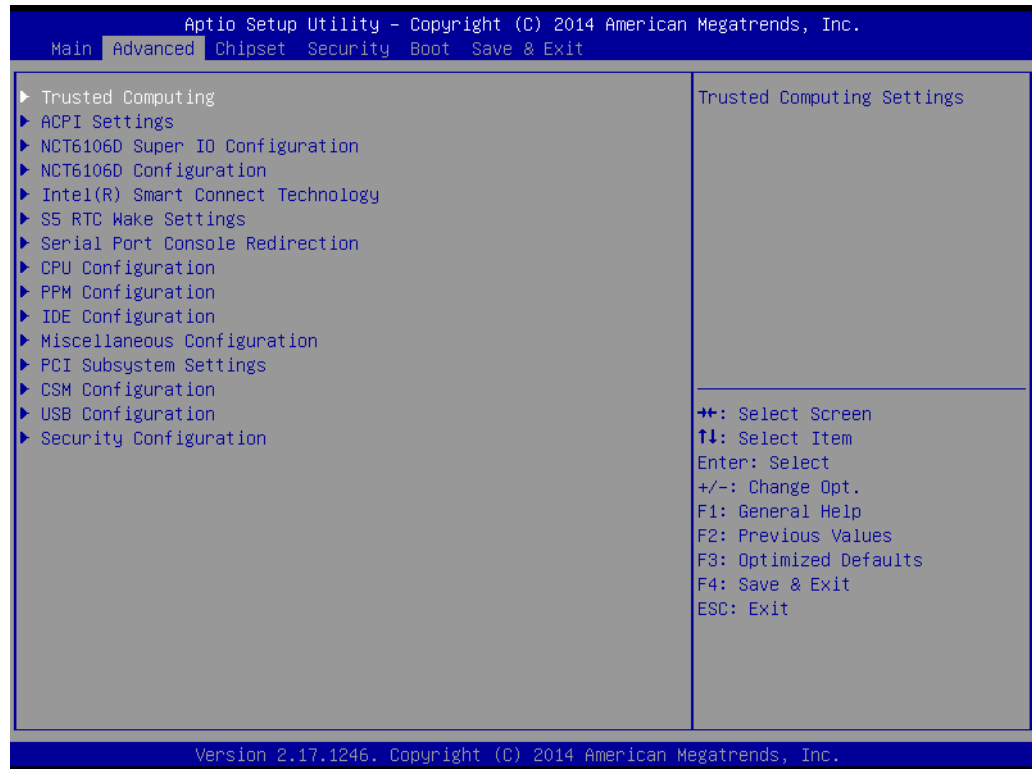 Aptio Setup Utility – Copyright (C) 2014 American Megatrends, Inc.
Main Advanced Chipset Security Boot Save & Exit
▶ Trusted Computing
▶ ACPI Settings
▶ NCT6106D Super IO Configuration
▶ NCT6106D Configuration
▶ Intel(R) Smart Connect Technology
▶ S5 RTC Wake Settings
▶ Serial Port Console Redirection
▶ CPU Configuration
▶ PPM Configuration
▶ IDE Configuration
▶ Miscellaneous Configuration
▶ PCI Subsystem Settings
▶ CSM Configuration
▶ USB Configuration
▶ Security Configuration
Trusted Computing Settings
→←: Select Screen
↑↓: Select Item
Enter: Select
+/-: Change Opt.
F1: General Help
F2: Previous Values
F3: Optimized Defaults
F4: Save & Exit
ESC: Exit
Version 2.17.1246. Copyright (C) 2014 American Megatrends, Inc.